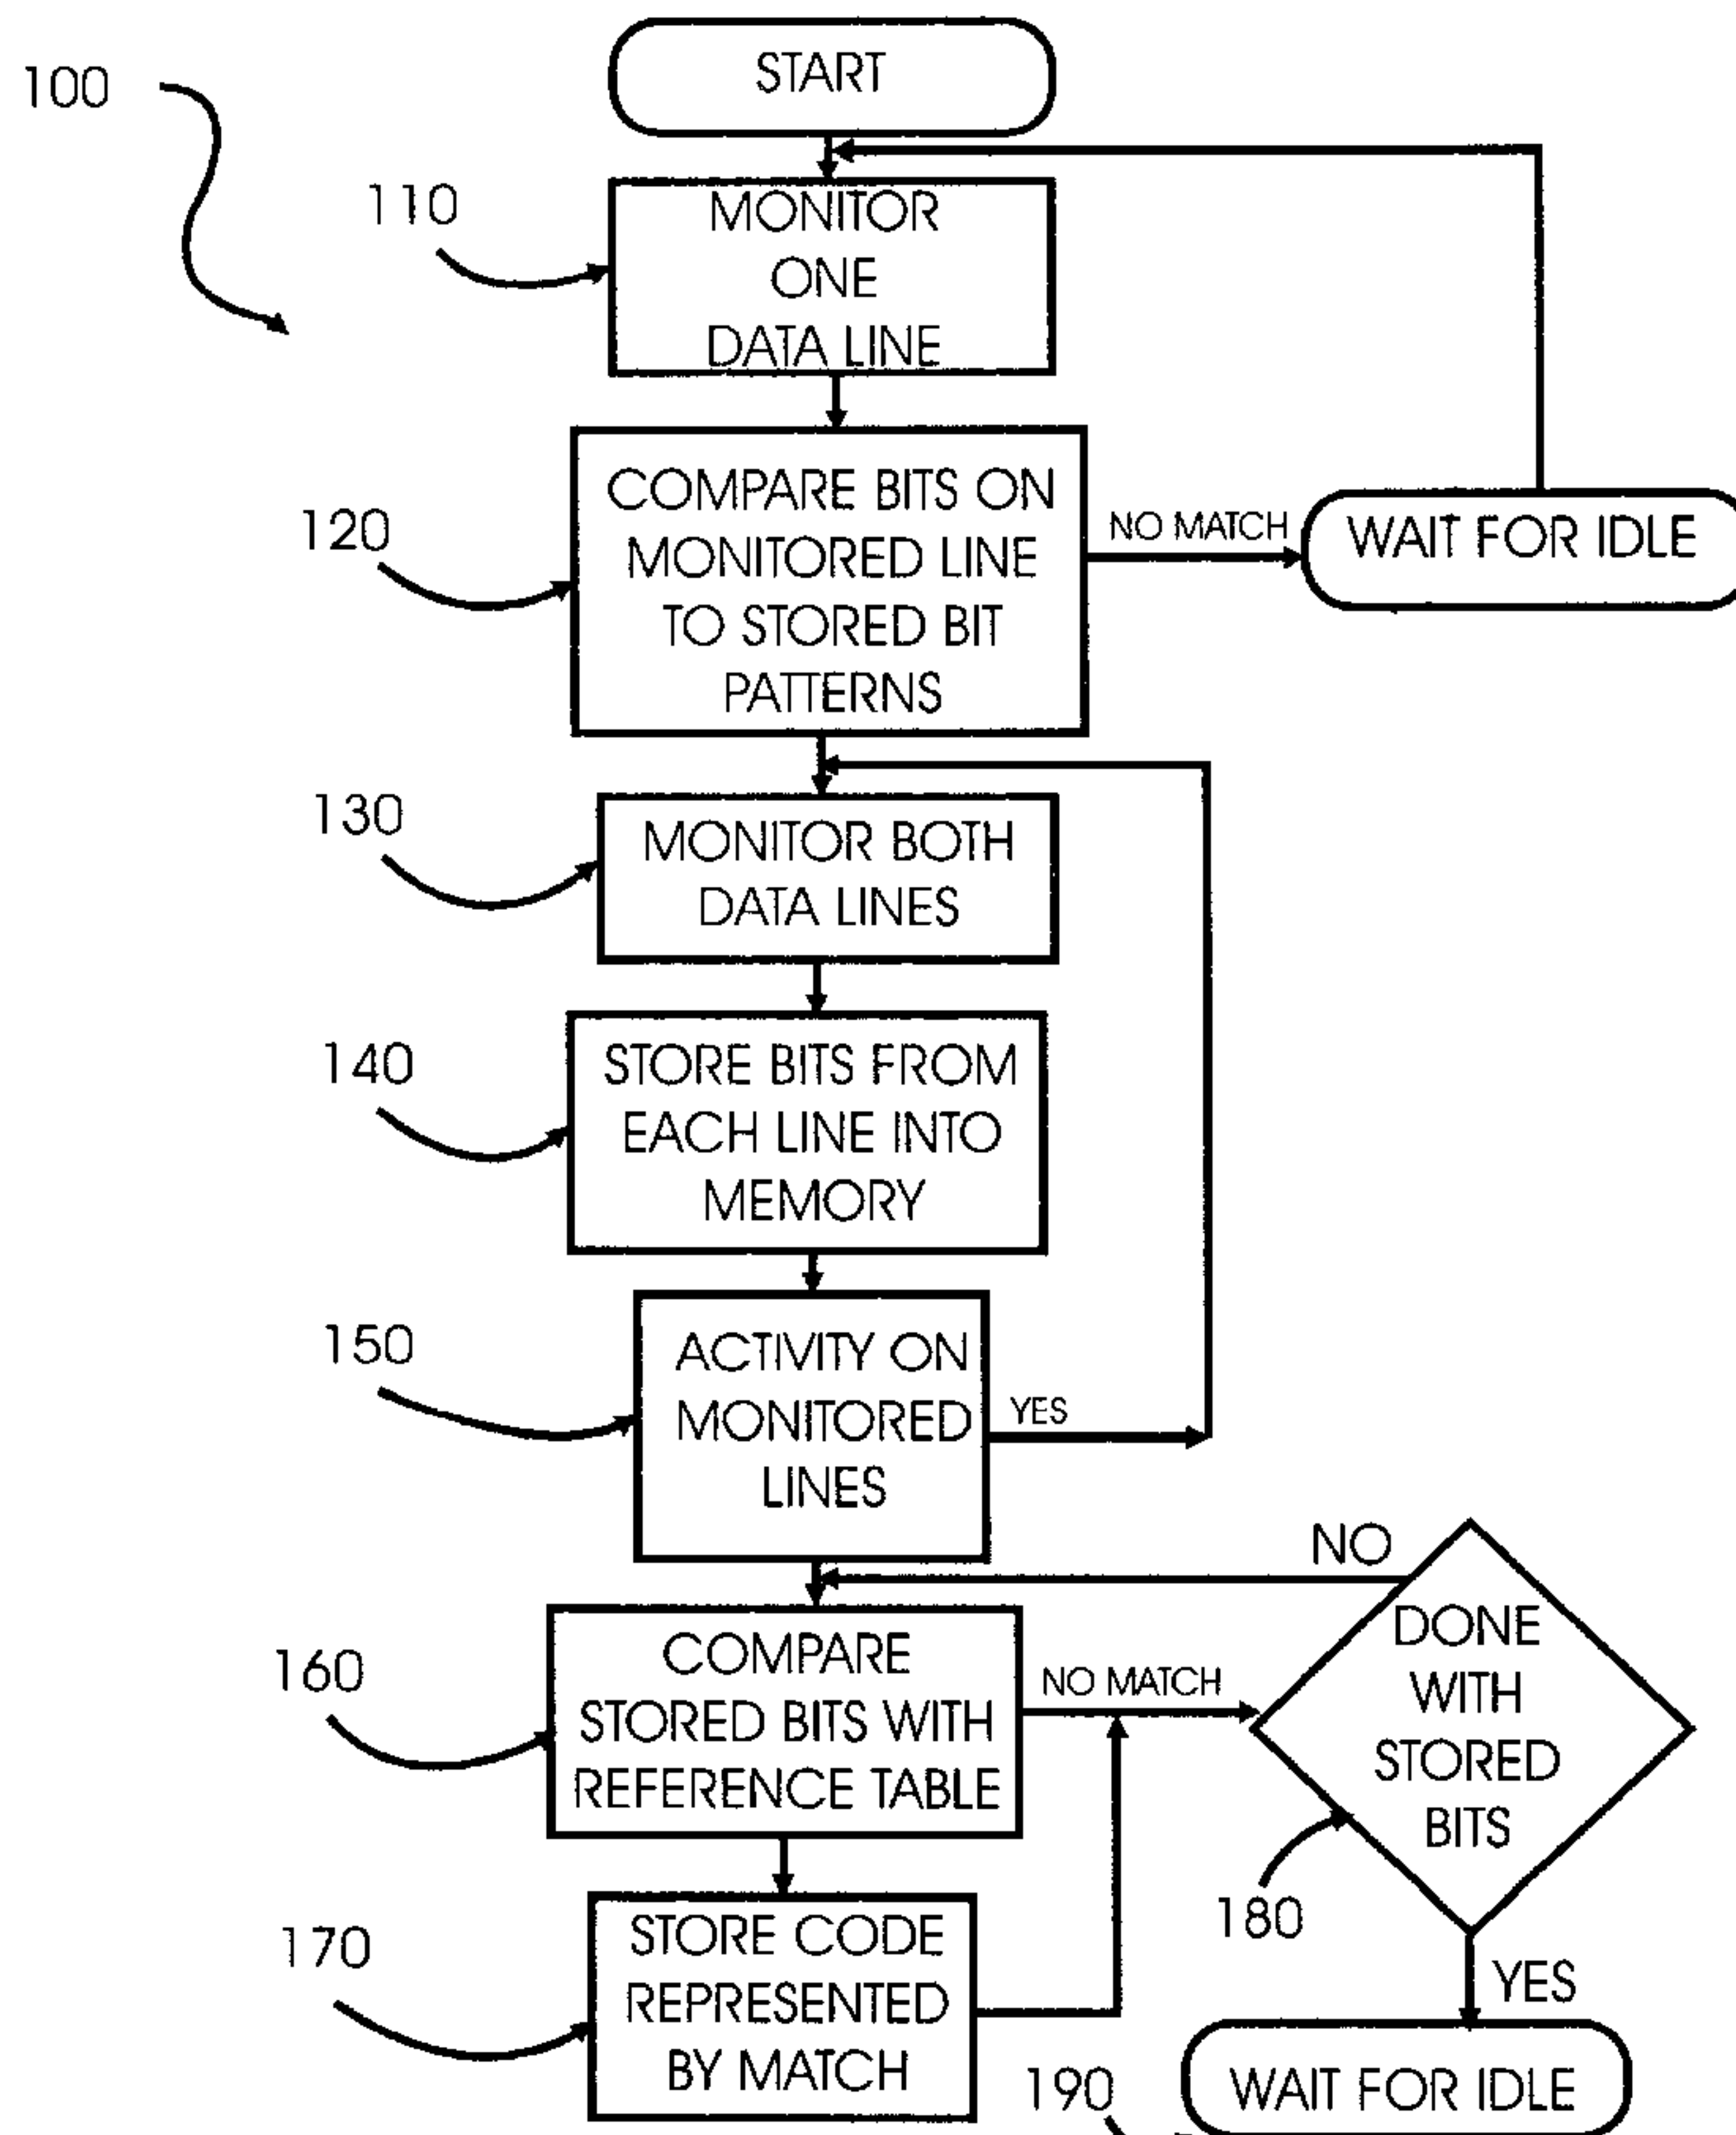 100
START
110
MONITOR
ONE
DATA LINE
120
COMPARE BITS ON
MONITORED LINE
TO STORED BIT
PATTERNS
NO MATCH
WAIT FOR IDLE
130
MONITOR BOTH
DATA LINES
140
STORE BITS FROM
EACH LINE INTO
MEMORY
150
ACTIVITY ON
MONITORED
LINES
YES
NO
160
COMPARE
STORED BITS WITH
REFERENCE TABLE
NO MATCH
DONE
WITH
STORED
BITS
180
170
STORE CODE
REPRESENTED
BY MATCH
YES
190
WAIT FOR IDLE